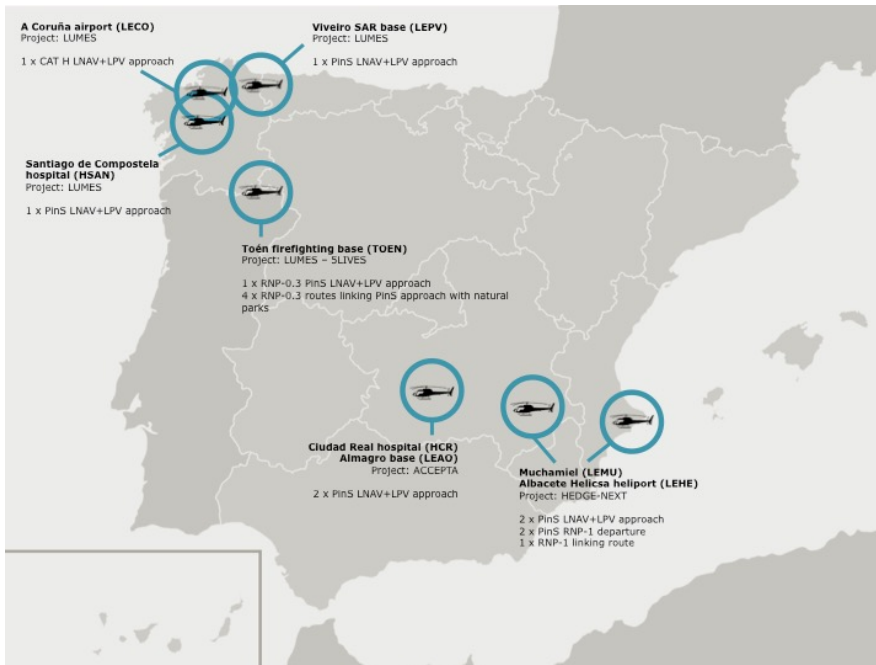 A Coruña airport (LECO)
Project: LUMES
1 x CAT H LNAV+LPV approach
Viveiro SAR base (LEPV)
Project: LUMES
1 x PinS LNAV+LPV approach
Santiago de Compostela
hospital (HSAN)
Project: LUMES
1 x PinS LNAV+LPV approach
Toén firefighting base (TOEN)
Project: LUMES – 5LIVES
1 x RNP-0.3 PinS LNAV+LPV approach
4 x RNP-0.3 routes linking PinS approach with natural
parks
Ciudad Real hospital (HCR)
Almagro base (LEAO)
Project: ACCEPTA
2 x PinS LNAV+LPV approach
Muchamiel (LEMU)
Albacete Helicsa heliport (LEHE)
Project: HEDGE-NEXT
2 x PinS LNAV+LPV approach
2 x PinS RNP-1 departure
1 x RNP-1 linking route